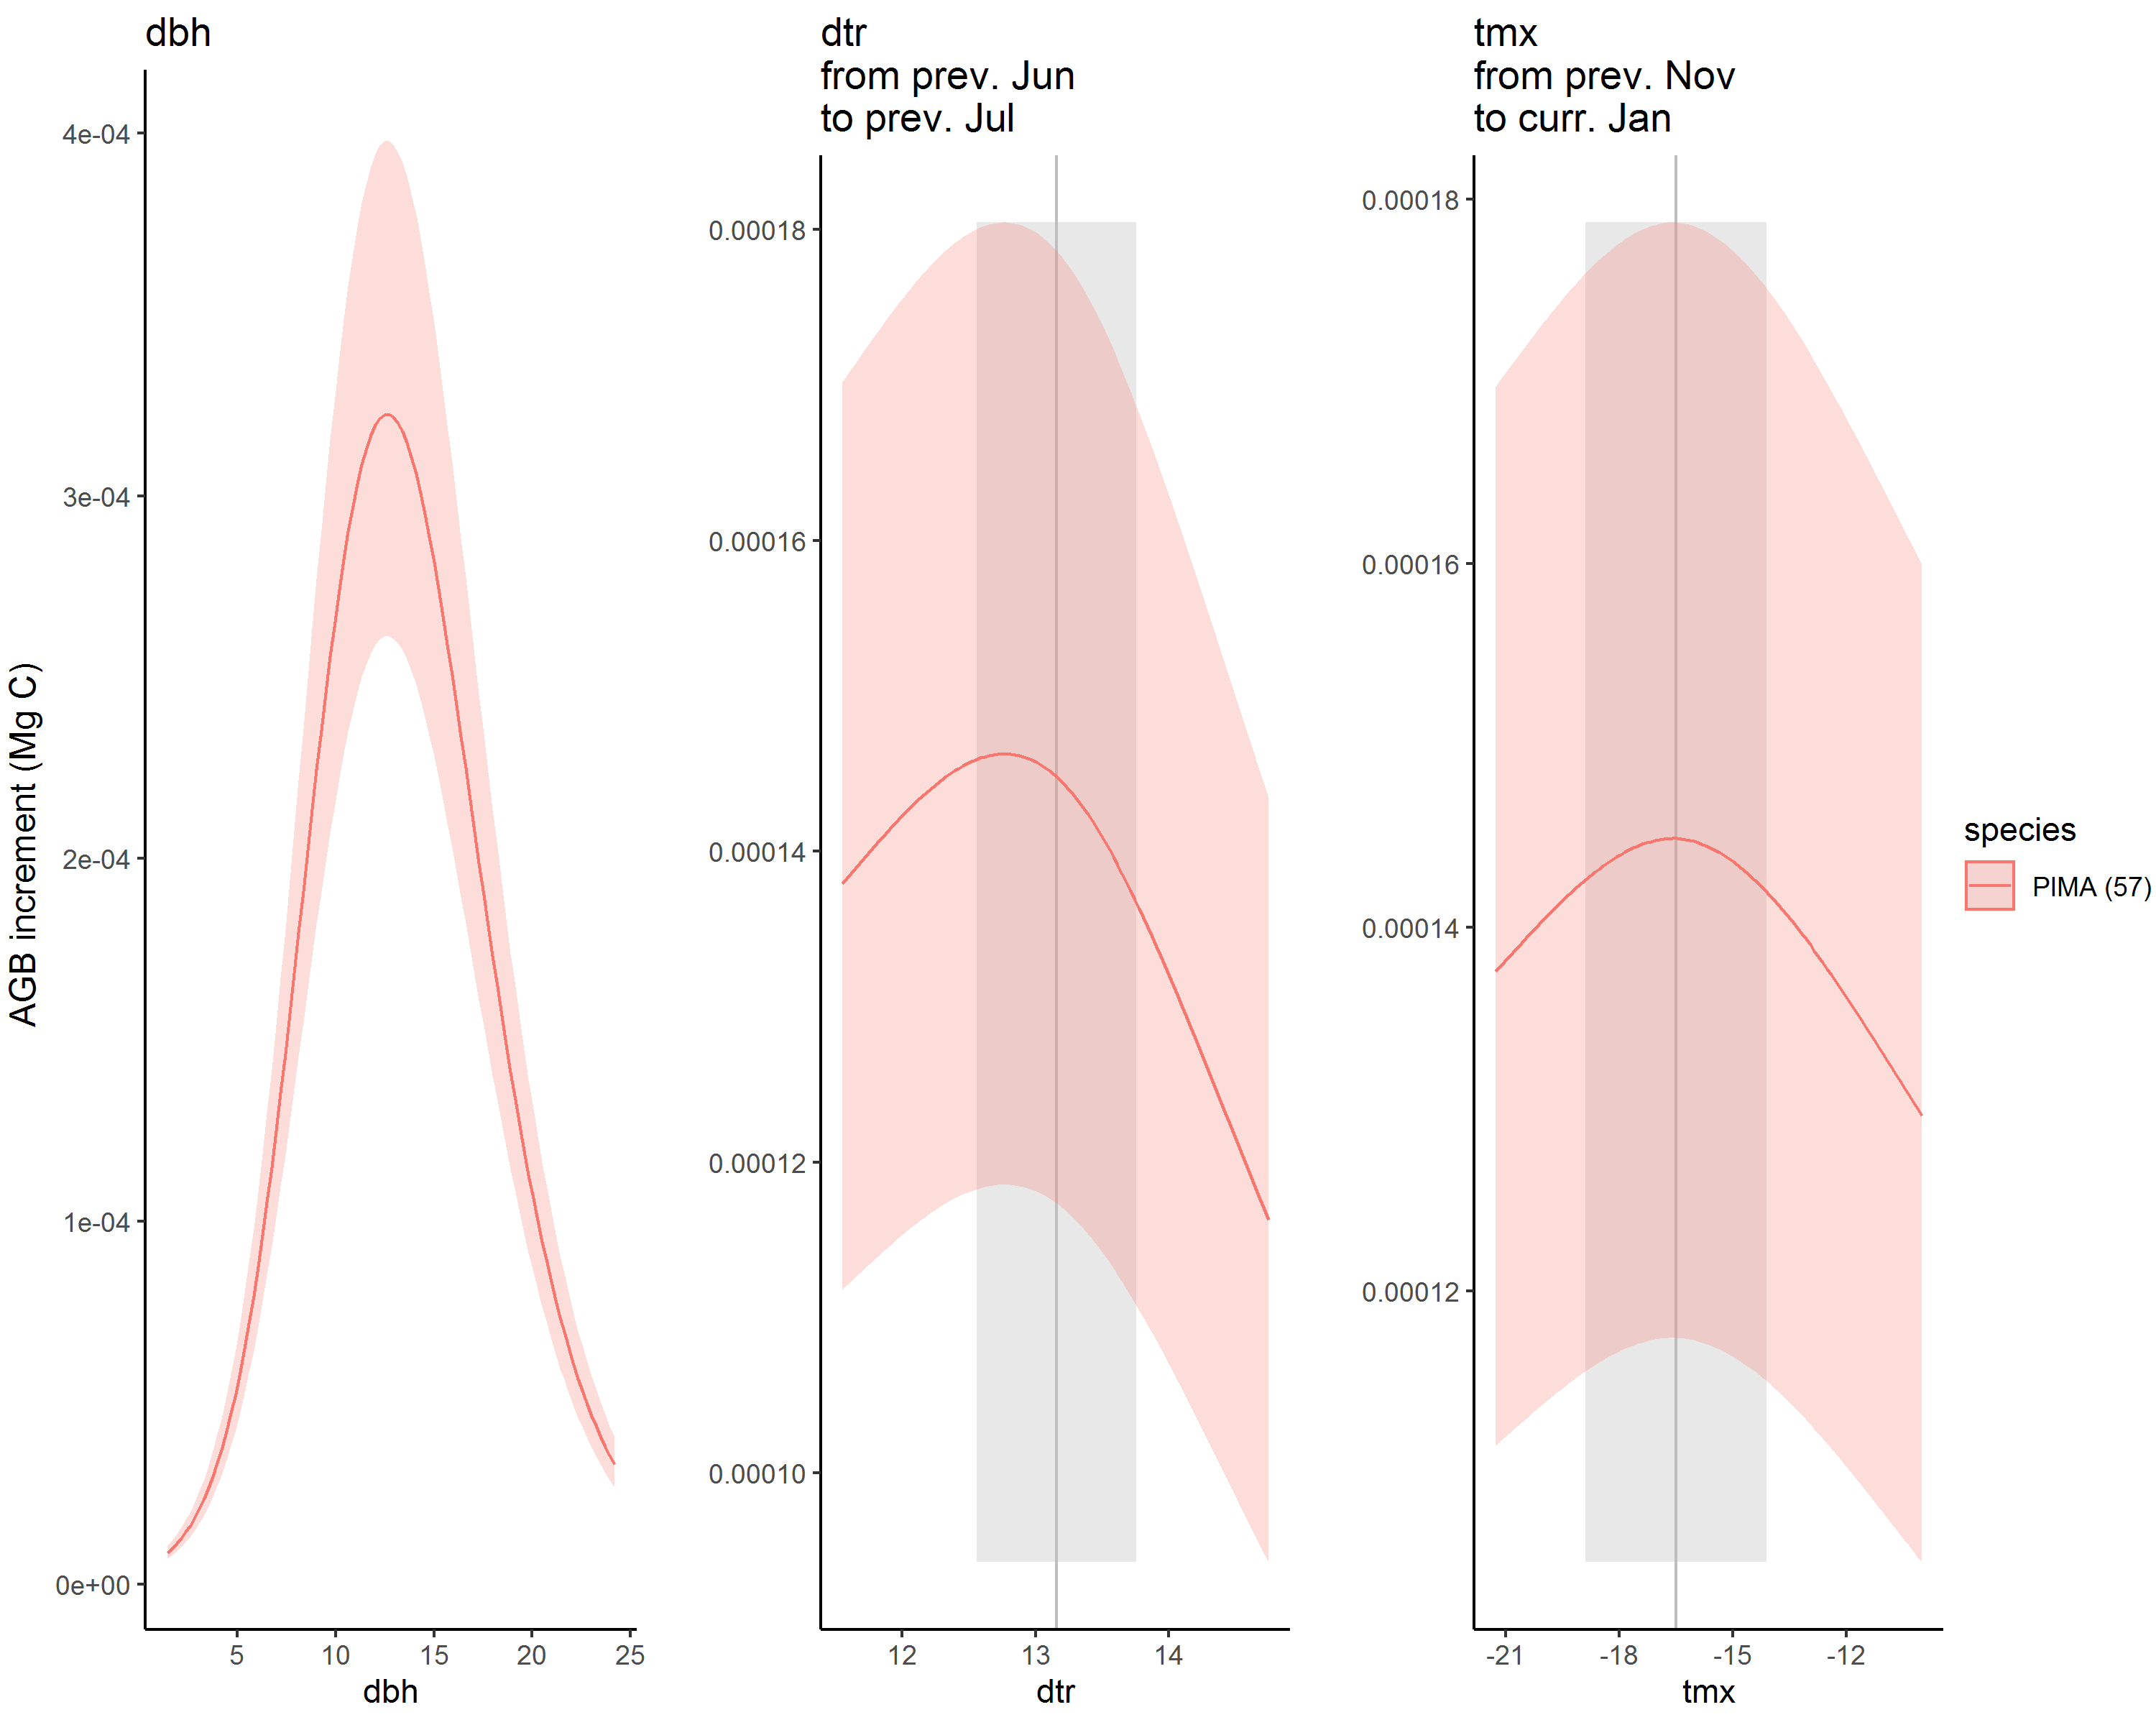 dbh
dtr
from prev. Jun
to prev. Jul
tmx
from prev. Nov
to curr. Jan
AGB increment (Mg C)
4e-04
3e-04
2e-04
1e-04
0e+00
5
10
15
20
25
dbh
0.00018
0.00016
0.00014
0.00012
0.00010
12
13
14
dtr
0.00018
0.00016
0.00014
0.00012
-21
-18
-15
-12
tmx
species
PIMA (57)